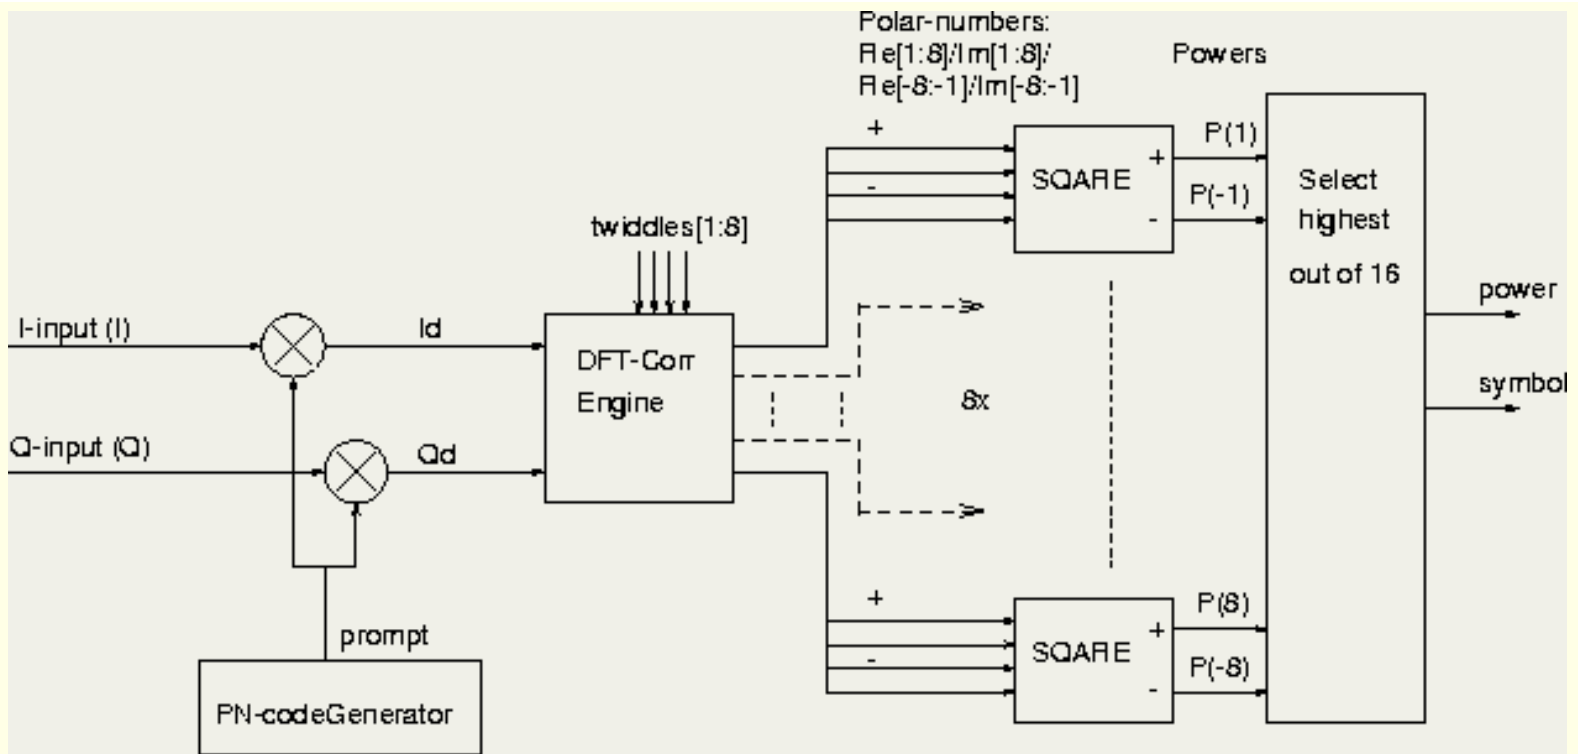 Polar-numbers:
Re[1:8]/Im[1:8]/
Re[-8:-1]/Im[-8:-1]
Powers
+
-
SQARE
+
-
P(1)
P(-1)
Select
highest
out of 16
twiddles[1:8]
I-input (I)
Id
DFT-Corr
Engine
8x
power
symbol
Q-input (Q)
Qd
+
-
SQARE
+
-
P(8)
P(-8)
prompt
PN-codeGenerator